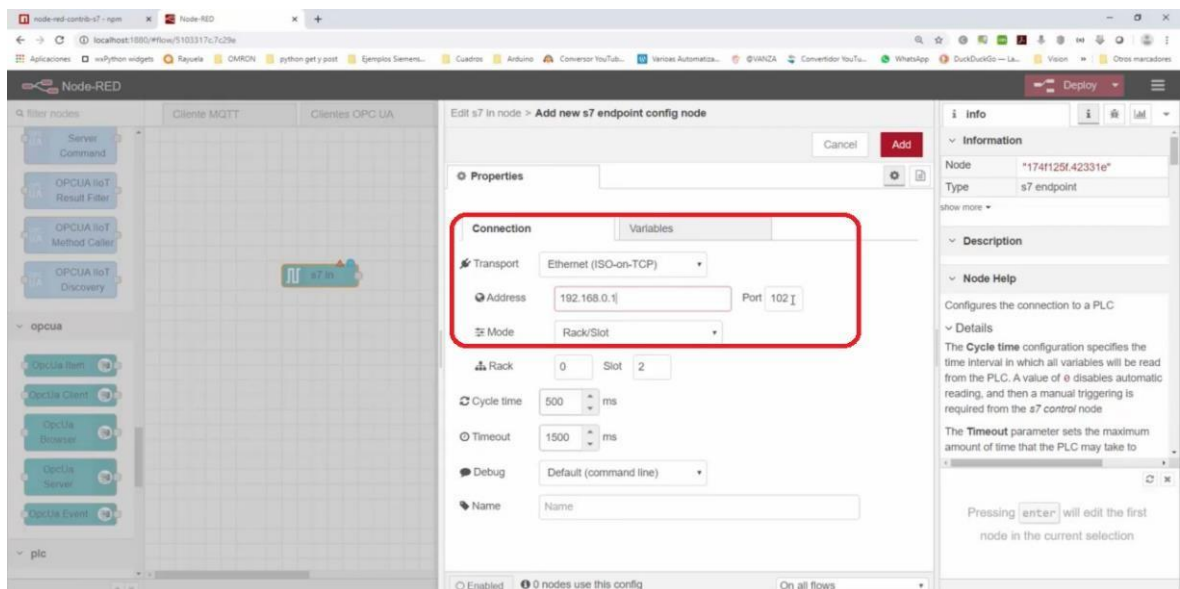 node-red-contrib-s7 - npm
Node-RED
localhost:1880/#flow/5103317c.7c29e
Aplicaciones
wxPython widgets
Rayuela
OMRON
python get y post
Ejemplos Siemens...
Cuadros
Arduino
Conversor YouTub...
Varioas Automatiza...
@VANZA
Convertidor YouTu...
WhatsApp
DuckDuckGo — La...
Vision
»
Otros marcadores
Node-RED
Deploy
filter nodes
Server Command
OPCUA IIoT Result Filter
OPCUA IIoT Method Caller
OPCUA IIoT Discovery
opcua
OpcUa Item
OpcUa Client
OpcUa Browser
OpcUa Server
OpcUa Event
plc
Cliente MQTT
Clientes OPC UA
s7 in
Edit s7 in node > Add new s7 endpoint config node
Cancel
Add
Properties
Connection
Variables
Transport
Ethernet (ISO-on-TCP)
Address
192.168.0.1
Port
102
Mode
Rack/Slot
Rack
0
Slot
2
Cycle time
500
ms
Timeout
1500
ms
Debug
Default (command line)
Name
Name
Enabled
0 nodes use this config
On all flows
i info
i
Information
Node
"174f125f.42331e"
Type
s7 endpoint
show more
Description
Node Help
Configures the connection to a PLC
Details
The Cycle time configuration specifies the
time interval in which all variables will be read
from the PLC. A value of 0 disables automatic
reading, and then a manual triggering is
required from the s7 control node
The Timeout parameter sets the maximum
amount of time that the PLC may take to
Pressing enter will edit the first
node in the current selection